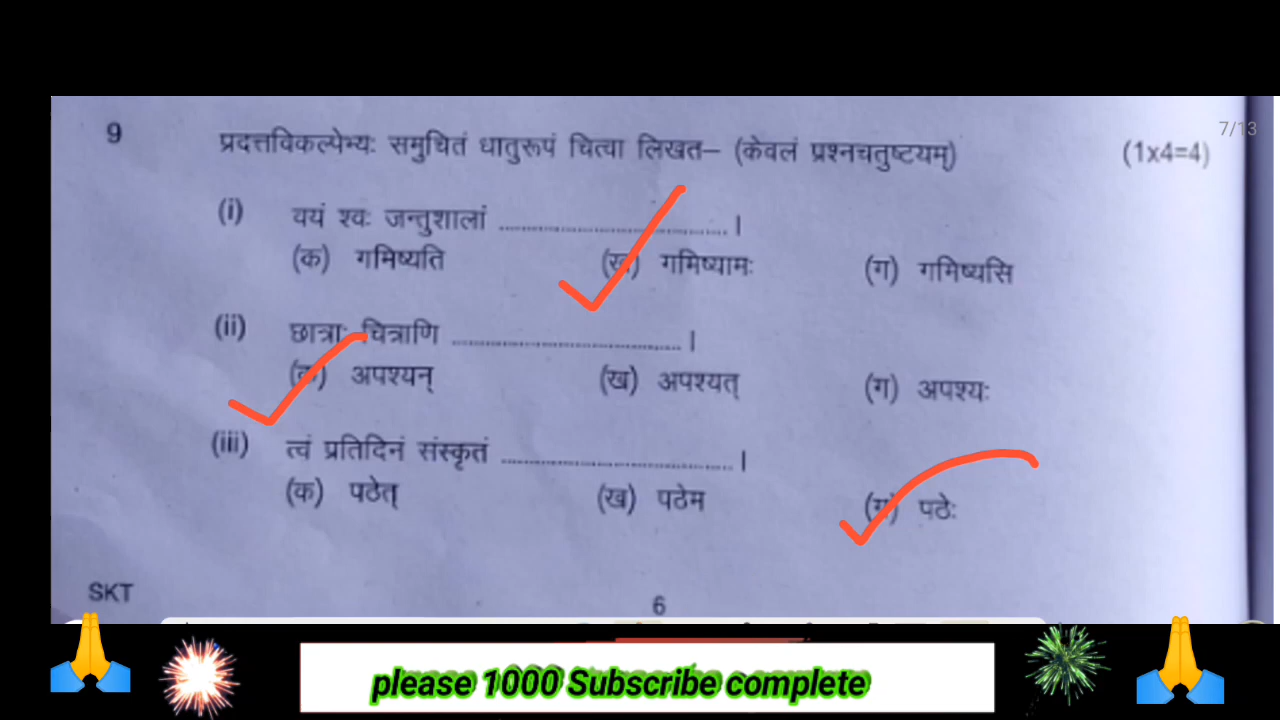 7/13
9 प्रदत्तविकल्पेभ्यः समुचितं धातुरूपं चित्वा लिखत– (केवलं प्रश्नचतुष्टयम्) (1x4=4)
(i) वयं श्वः जन्तुशालां .................................... ।
(क) गमिष्यति (ख) गमिष्यामः (ग) गमिष्यसि
(ii) छात्राः चित्राणि .................................... ।
(क) अपश्यन् (ख) अपश्यत् (ग) अपश्यः
(iii) त्वं प्रतिदिनं संस्कृतं .................................... ।
(क) पठेत् (ख) पठेम (ग) पठेः
SKT 6
please 1000 Subscribe complete